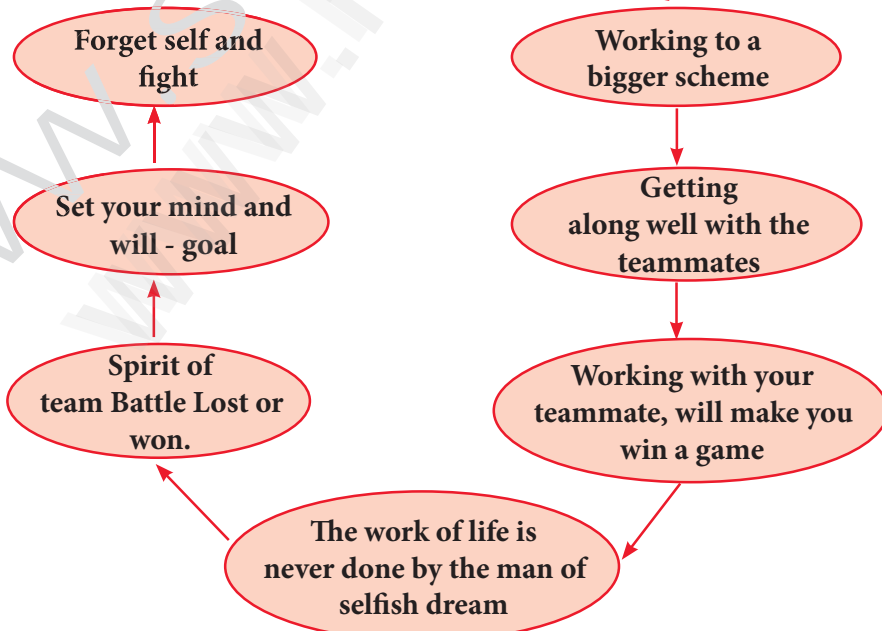 Working to a
bigger scheme
Getting
along well with the
teammates
Working with your
teammate, will make you
win a game
The work of life is
never done by the man of
selfish dream
Spirit of
team Battle Lost or
won.
Set your mind and
will - goal
Forget self and
fight